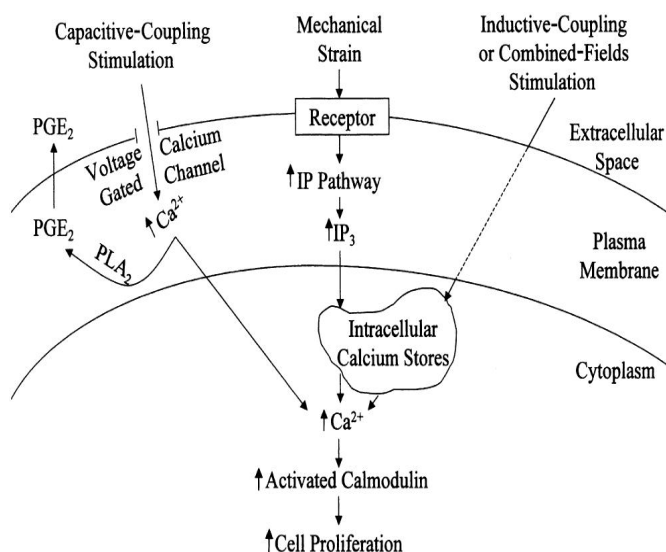 Capacitive-Coupling
Stimulation
Mechanical
Strain
Inductive-Coupling
or Combined-Fields
Stimulation
PGE₂
Voltage
Gated
Calcium
Channel
Receptor
Extracellular
Space
↑IP Pathway
PGE₂
↑Ca²⁺
↑IP₃
PLA₂
Plasma
Membrane
Intracellular
Calcium Stores
Cytoplasm
↑Ca²⁺
↑Activated Calmodulin
↑Cell Proliferation